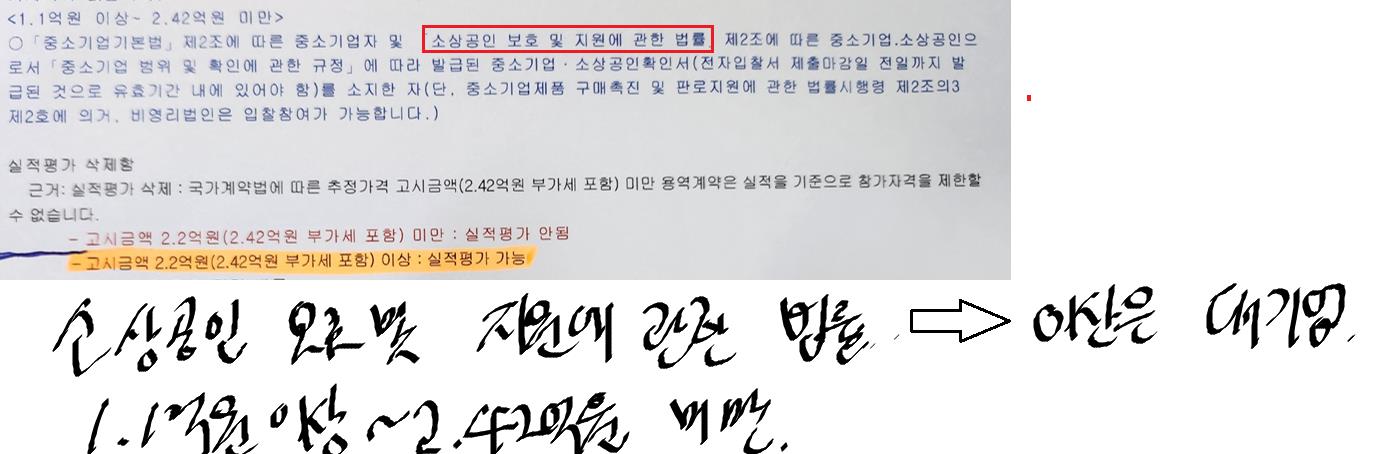 <1.1억원 이상~ 2.42억원 미만>
○「중소기업기본법」제2조에 따른 중소기업자 및 「소상공인 보호 및 지원에 관한 법률」 제2조에 따른 중소기업.소상공인으
로서「중소기업 범위 및 확인에 관한 규정」에 따라 발급된 중소기업·소상공인확인서(전자입찰서 제출마감일 전일까지 발
급된 것으로 유효기간 내에 있어야 함)를 소지한 자(단, 중소기업제품 구매촉진 및 판로지원에 관한 법률시행령 제2조의3
제2호에 의거, 비영리법인은 입찰참여가 가능합니다.)
실적평가 삭제함
근거: 실적평가 삭제 : 국가계약법에 따른 추정가격 고시금액(2.42억원 부가세 포함) 미만 용역계약은 실적을 기준으로 참가자격을 제한할
수 없습니다.
- 고시금액 2.2억원(2.42억원 부가세 포함) 미만 : 실적평가 안됨
- 고시금액 2.2억원(2.42억원 부가세 포함) 이상 : 실적평가 가능
소상공인 오호 및 지원에 관한 법률. 아산은 대기업.
1.1억원 이상 ~ 2.42억원 미만.